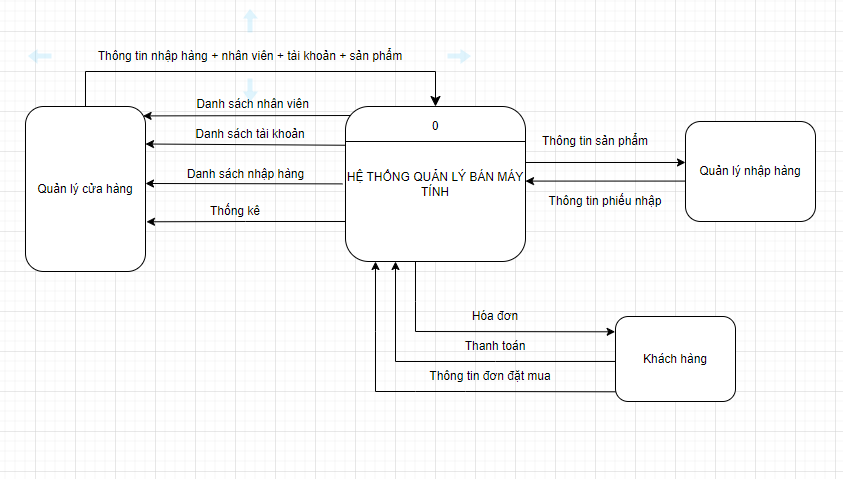 Thông tin nhập hàng + nhân viên + tài khoản + sản phẩm
Danh sách nhân viên
Danh sách tài khoản
Danh sách nhập hàng
Thống kê
Quản lý cửa hàng
0
HỆ THỐNG QUẢN LÝ BÁN MÁY
TÍNH
Thông tin sản phẩm
Thông tin phiếu nhập
Quản lý nhập hàng
Hóa đơn
Thanh toán
Thông tin đơn đặt mua
Khách hàng